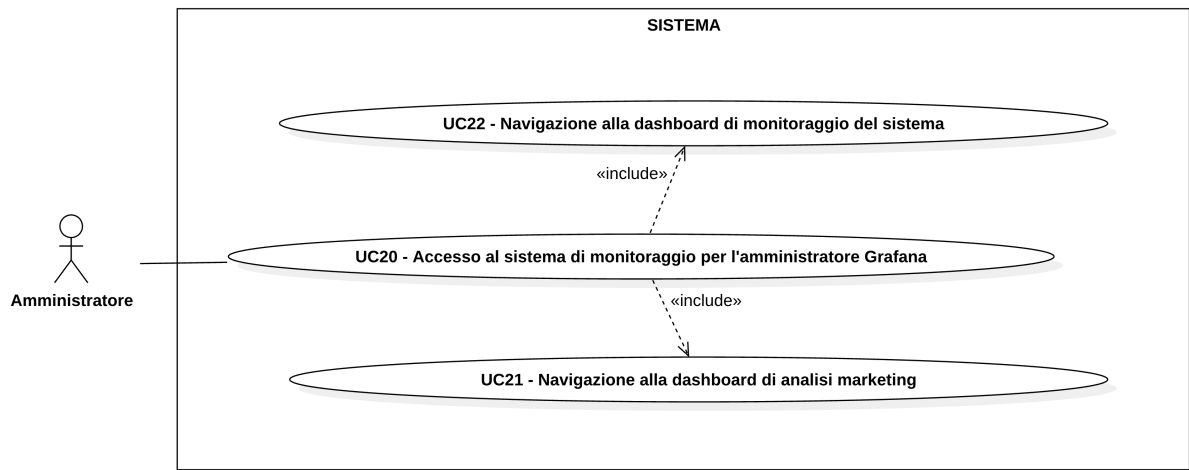 SISTEMA
UC22 - Navigazione alla dashboard di monitoraggio del sistema
«include»
UC20 - Accesso al sistema di monitoraggio per l'amministratore Grafana
Amministratore
«include»
UC21 - Navigazione alla dashboard di analisi marketing